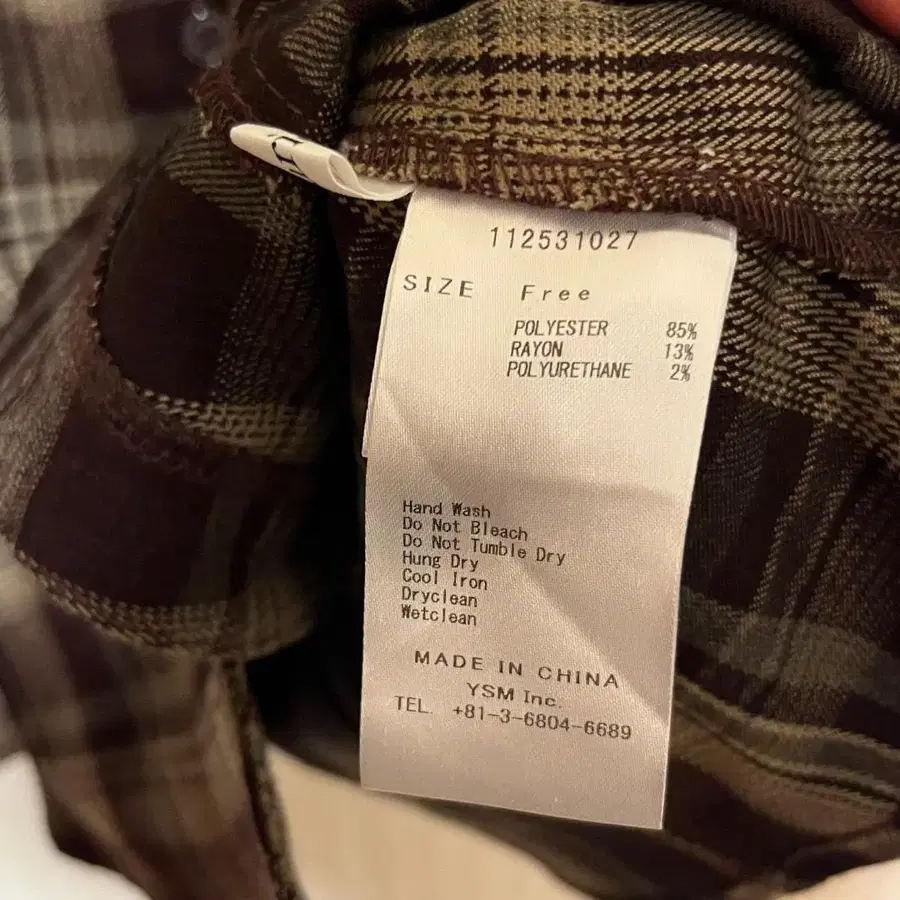 112531027
SIZE Free
POLYESTER 85%
RAYON 13%
POLYURETHANE 2%
Hand Wash
Do Not Bleach
Do Not Tumble Dry
Hung Dry
Cool Iron
Dryclean
Wetclean
MADE IN CHINA
YSM Inc.
TEL. +81-3-6804-6689